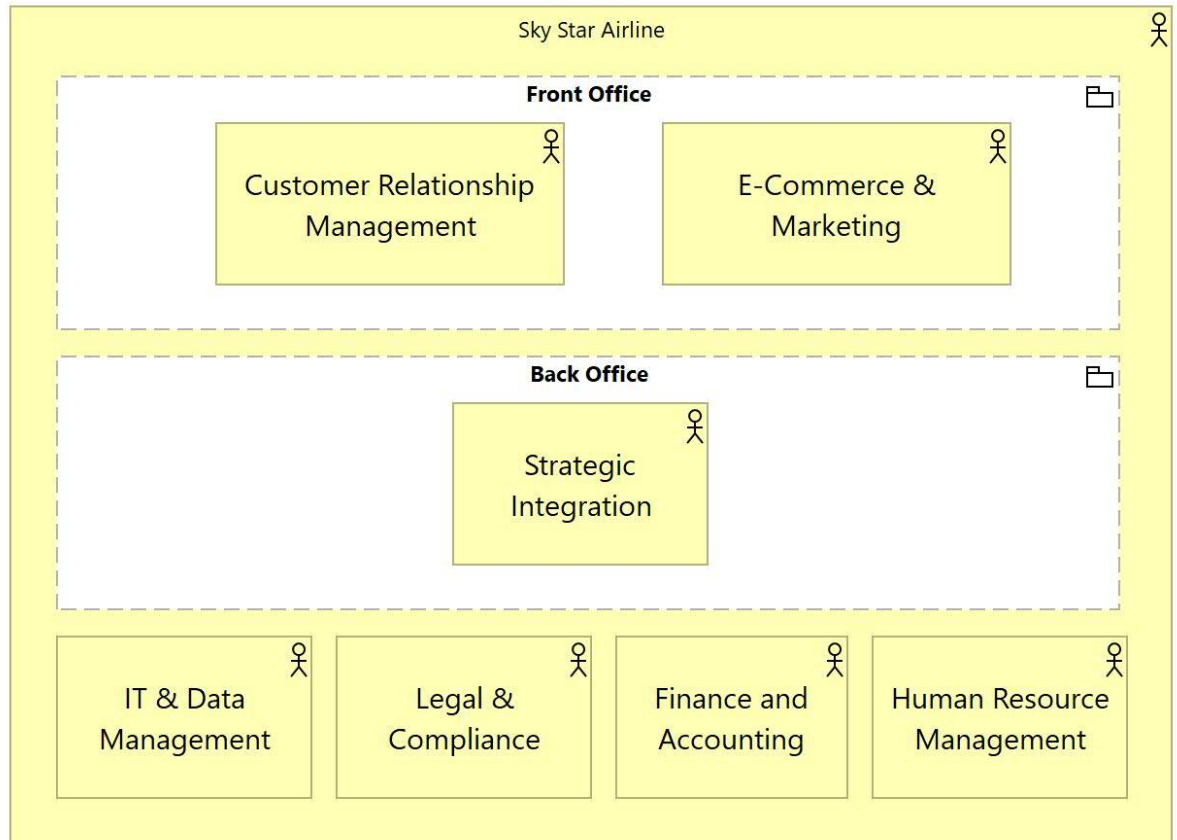 Sky Star Airline
Front Office
Customer Relationship
Management
E-Commerce &
Marketing
Back Office
Strategic
Integration
IT & Data
Management
Legal &
Compliance
Finance and
Accounting
Human Resource
Management